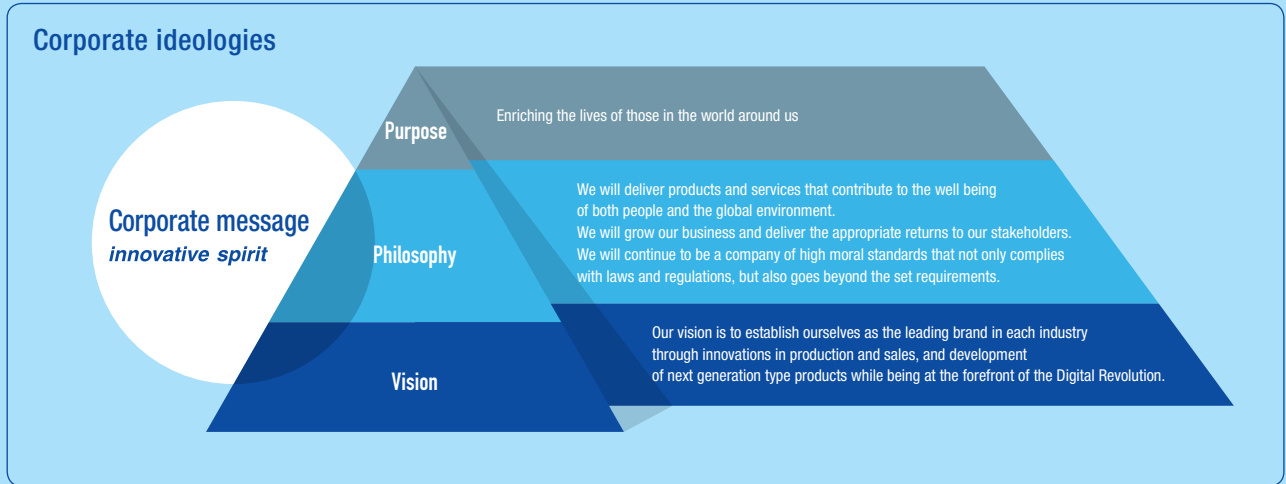 Corporate ideologies
Corporate message
innovative spirit
Purpose
Enriching the lives of those in the world around us
Philosophy
We will deliver products and services that contribute to the well being
of both people and the global environment.
We will grow our business and deliver the appropriate returns to our stakeholders.
We will continue to be a company of high moral standards that not only complies
with laws and regulations, but also goes beyond the set requirements.
Vision
Our vision is to establish ourselves as the leading brand in each industry
through innovations in production and sales, and development
of next generation type products while being at the forefront of the Digital Revolution.